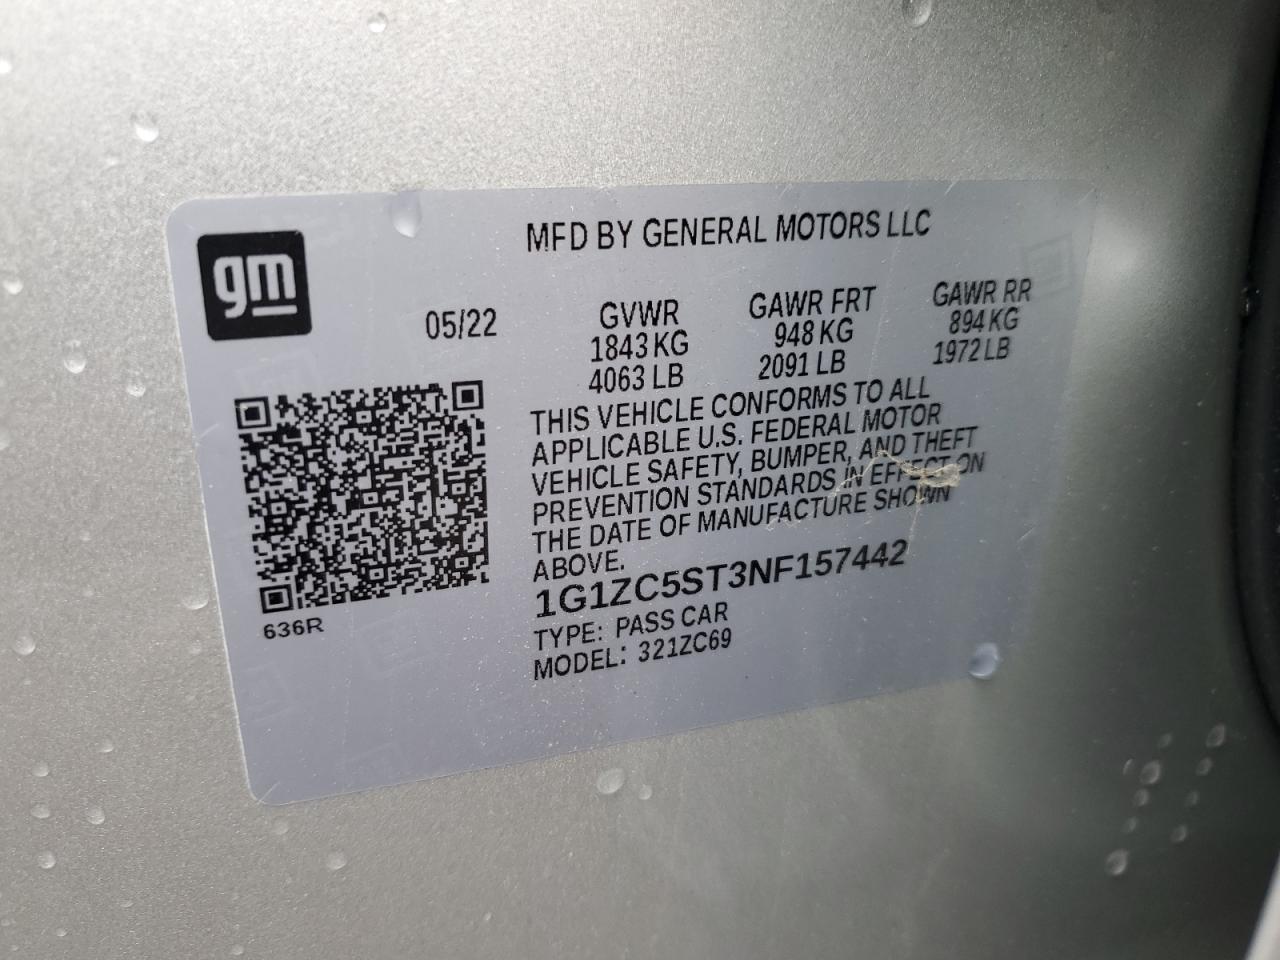 gm
MFD BY GENERAL MOTORS LLC
05/22 GVWR GAWR FRT GAWR RR
1843 KG 948 KG 894 KG
4063 LB 2091 LB 1972 LB
THIS VEHICLE CONFORMS TO ALL
APPLICABLE U.S. FEDERAL MOTOR
VEHICLE SAFETY, BUMPER, AND THEFT
PREVENTION STANDARDS IN EFFECT ON
THE DATE OF MANUFACTURE SHOWN
ABOVE.
1G1ZC5ST3NF157442
TYPE: PASS CAR
MODEL: 321ZC69
636R